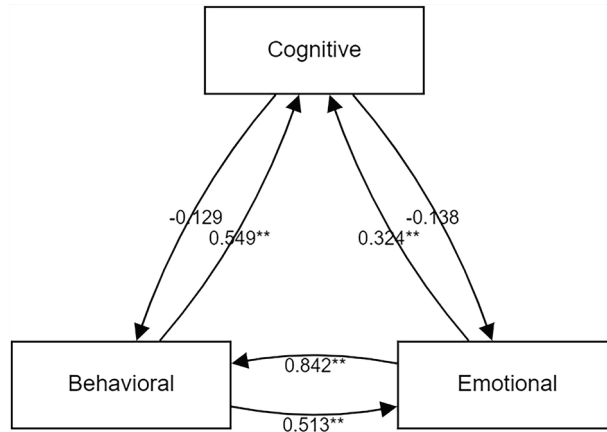 Cognitive
-0.129
-0.138
0.549**
0.324**
0.842**
Behavioral
Emotional
0.513**